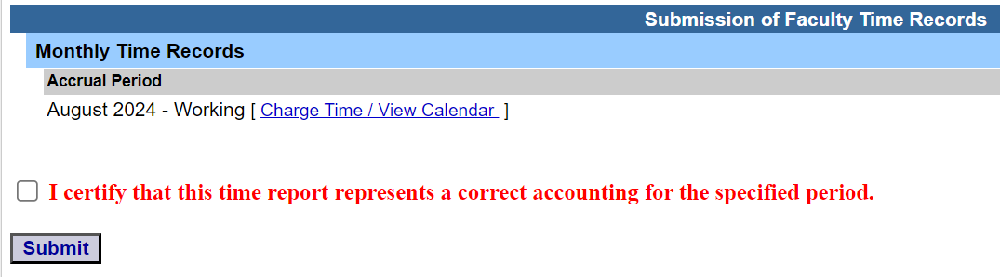 Submission of Faculty Time Records
Monthly Time Records
Accrual Period
August 2024 - Working [ Charge Time / View Calendar ]
I certify that this time report represents a correct accounting for the specified period.
Submit